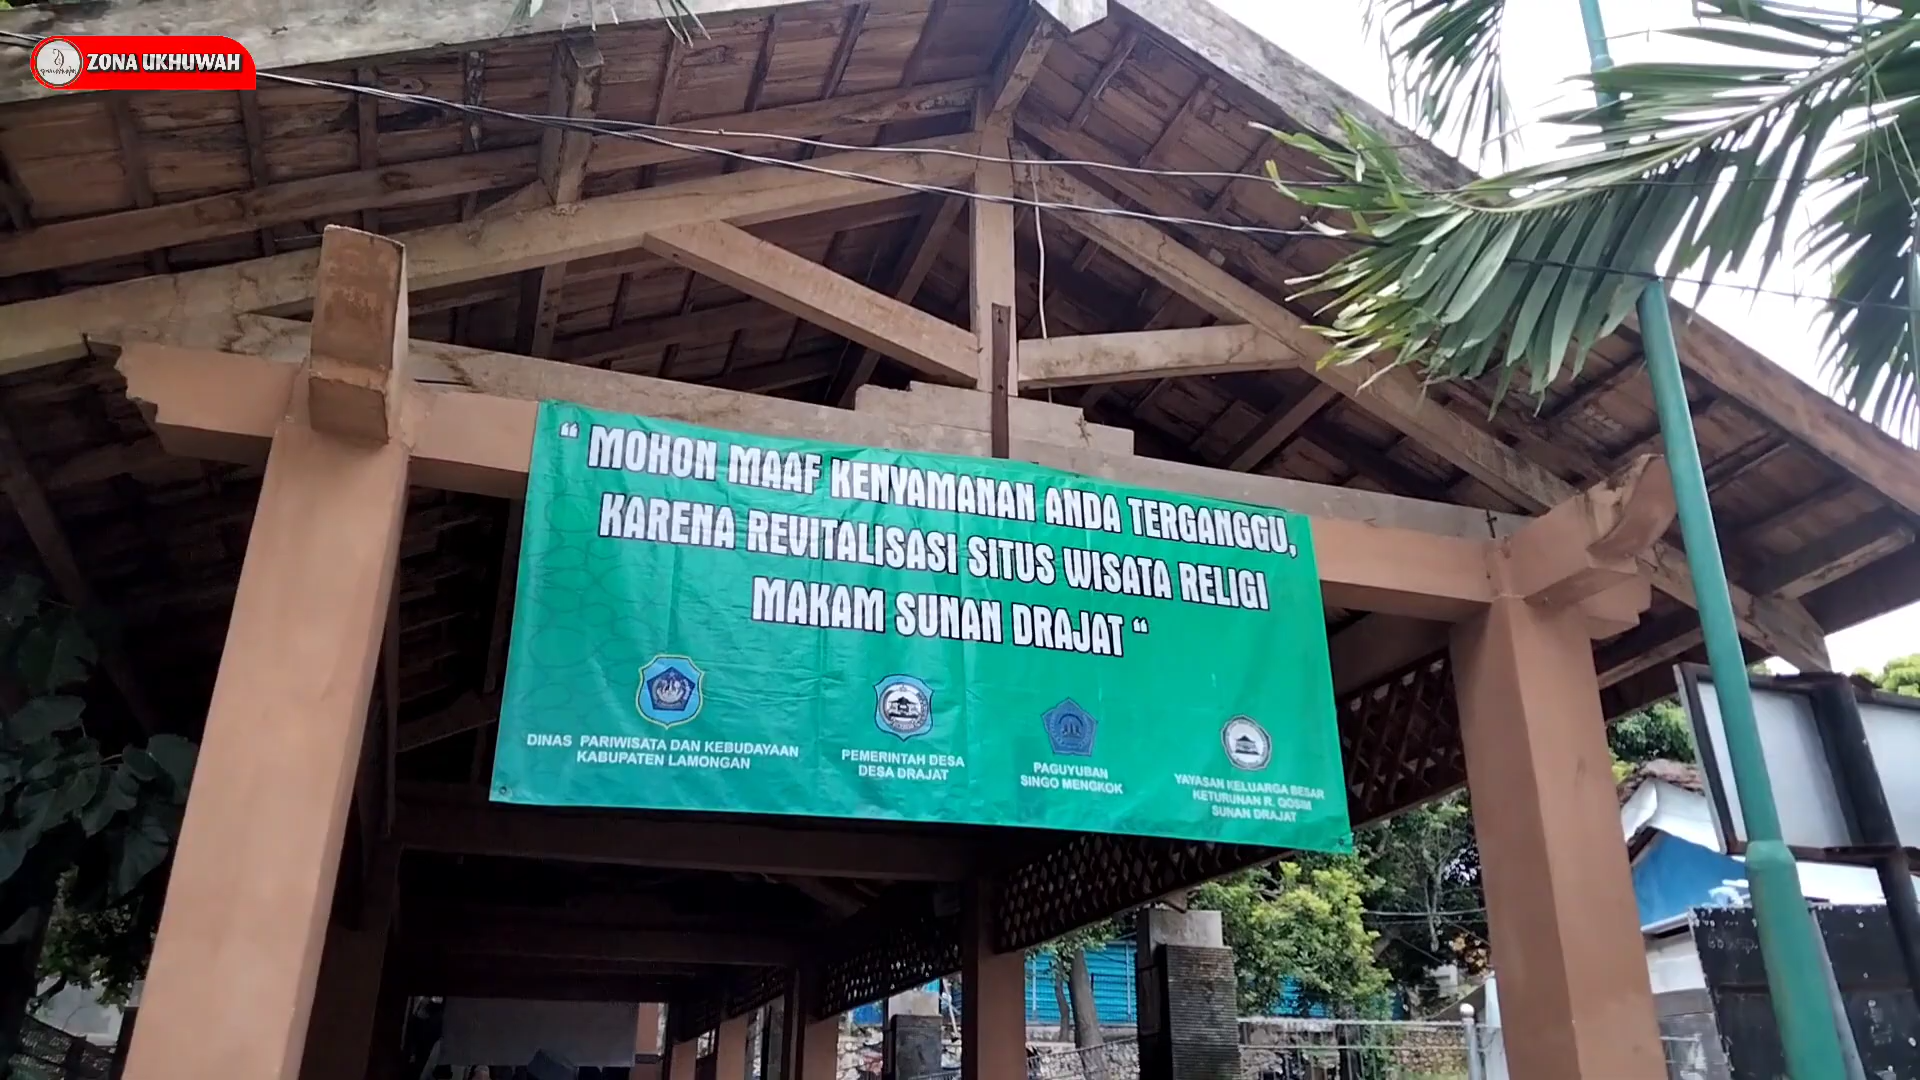 ZONA UKHUWAH
“ MOHON MAAF KENYAMANAN ANDA TERGANGGU,
KARENA REVITALISASI SITUS WISATA RELIGI
MAKAM SUNAN DRAJAT “
DINAS PARIWISATA DAN KEBUDAYAAN
KABUPATEN LAMONGAN
PEMERINTAH DESA
DESA DRAJAT
PAGUYUBAN
SINGO MENGKOK
YAYASAN KELUARGA BESAR
KETURUNAN R. QOSIM
SUNAN DRAJAT